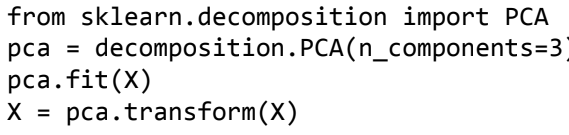 from sklearn.decomposition import PCA
pca = decomposition.PCA(n_components=3)
pca.fit(X)
X = pca.transform(X)